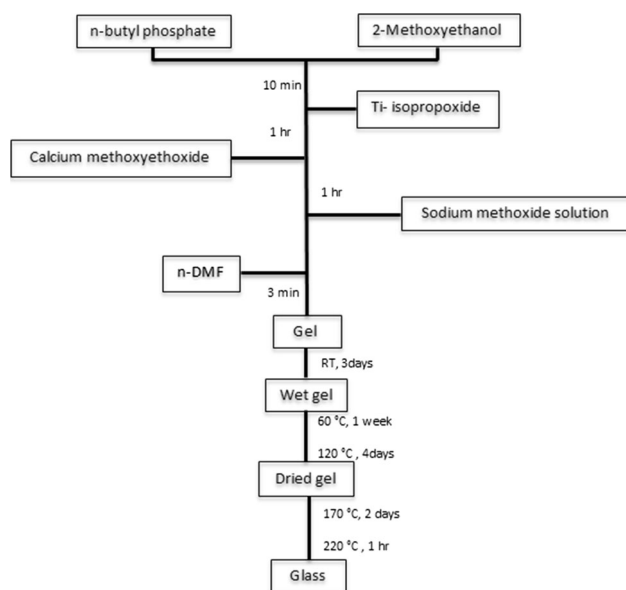 n-butyl phosphate
2-Methoxyethanol
10 min
Ti- isopropoxide
1 hr
Calcium methoxyethoxide
1 hr
Sodium methoxide solution
n-DMF
3 min
Gel
RT, 3days
Wet gel
60 °C, 1 week
120 °C , 4days
Dried gel
170 °C, 2 days
220 °C , 1 hr
Glass